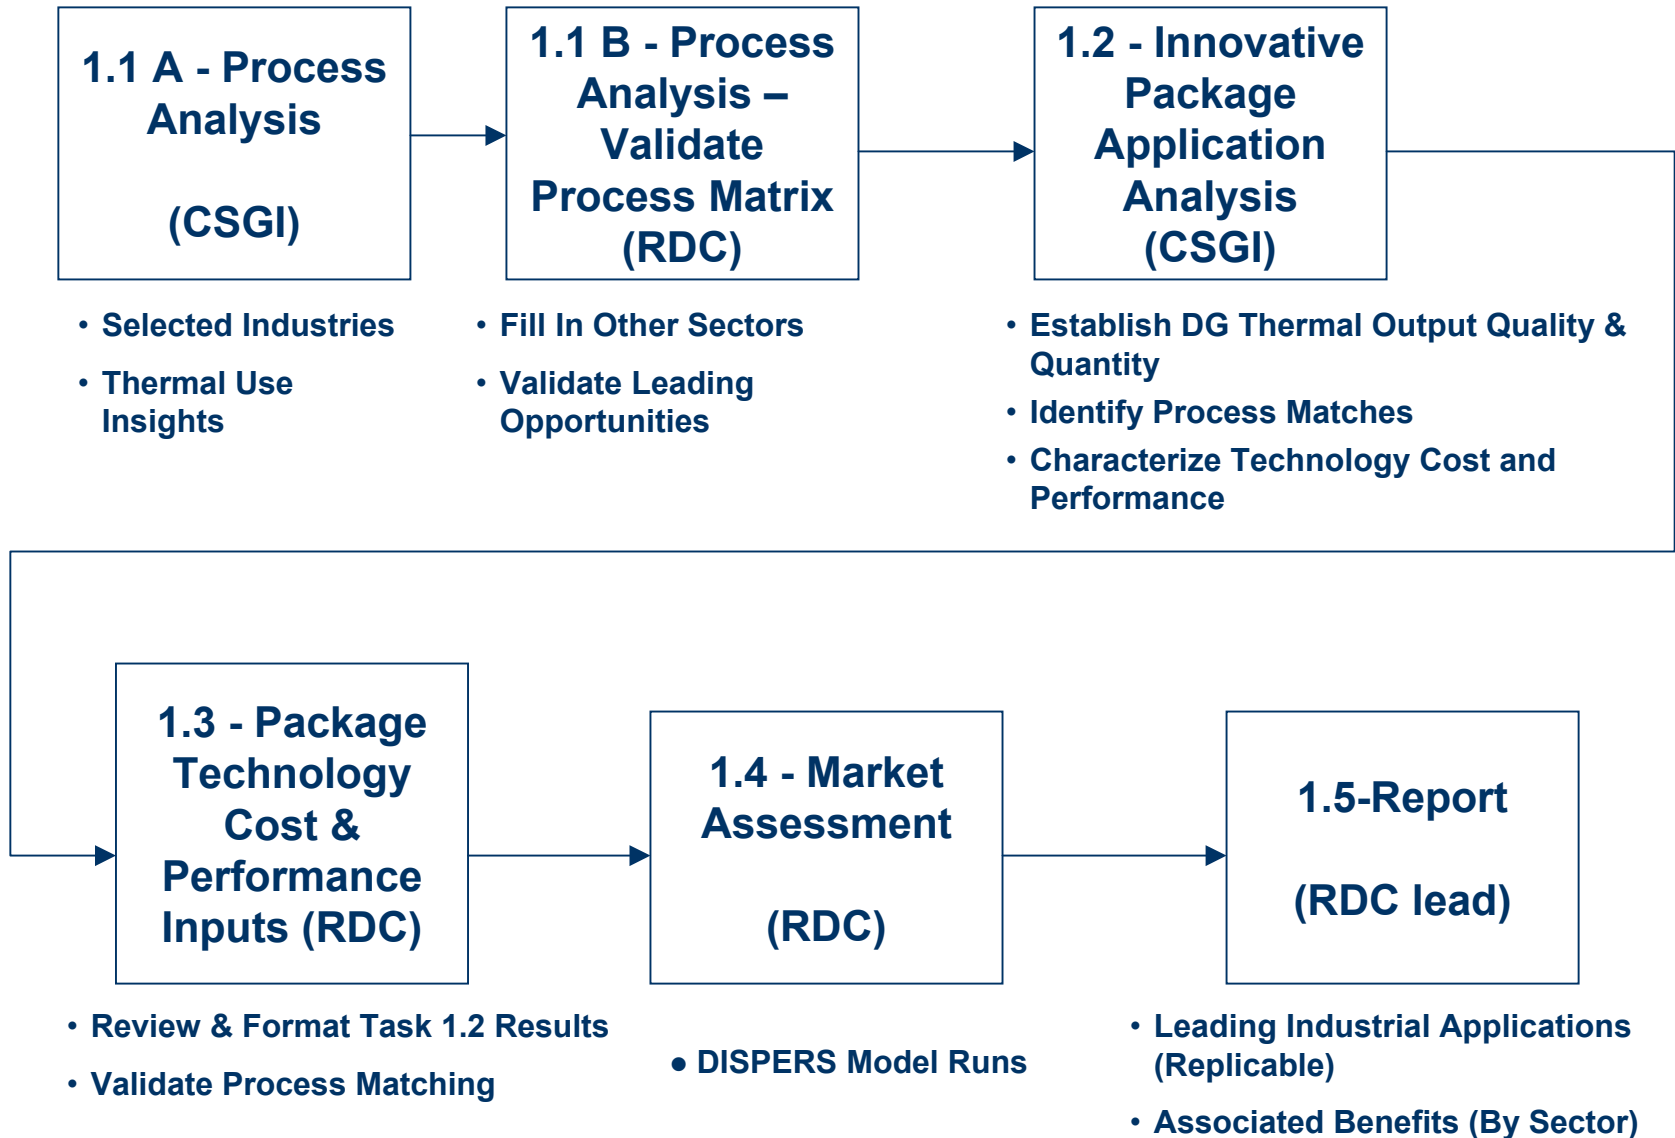 1.1 A - Process
Analysis
(CSGI)
1.1 B - Process
Analysis –
Validate
Process Matrix
(RDC)
1.2 - Innovative
Package
Application
Analysis
(CSGI)
• Selected Industries
• Thermal Use
Insights
• Fill In Other Sectors
• Validate Leading
Opportunities
• Establish DG Thermal Output Quality &
Quantity
• Identify Process Matches
• Characterize Technology Cost and
Performance
1.3 - Package
Technology
Cost &
Performance
Inputs (RDC)
1.4 - Market
Assessment
(RDC)
1.5-Report
(RDC lead)
• Review & Format Task 1.2 Results
• Validate Process Matching
● DISPERS Model Runs
• Leading Industrial Applications
(Replicable)
• Associated Benefits (By Sector)